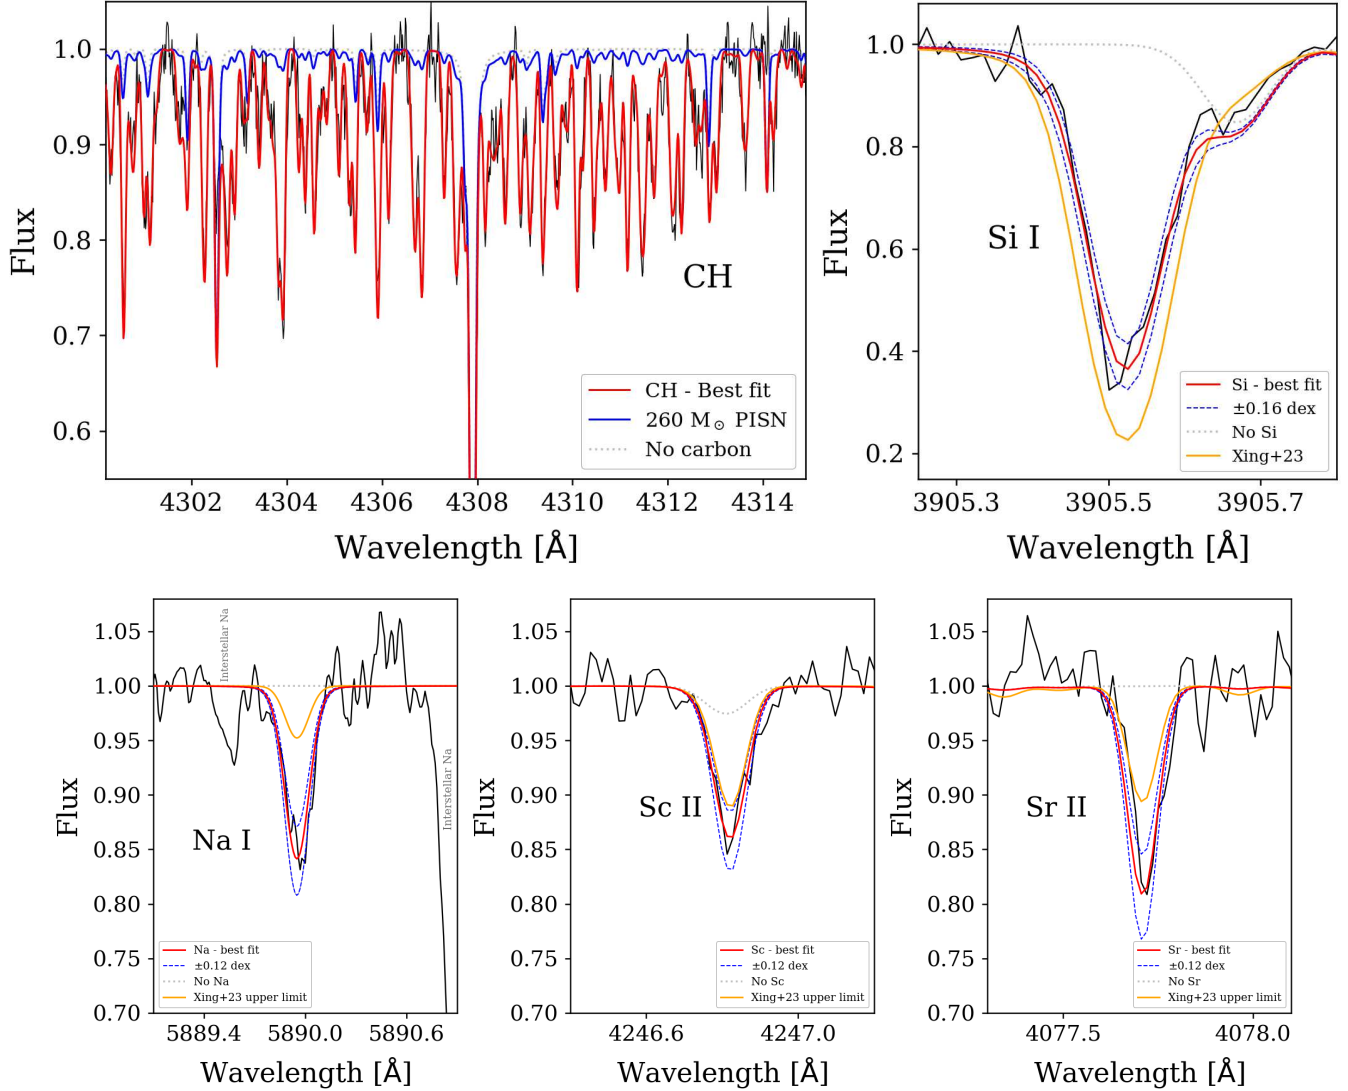 1.0
0.9
0.8
0.7
0.6
Flux
CH
CH - Best fit
260 M⊙ PISN
No carbon
4302
4304
4306
4308
4310
4312
4314
Wavelength [Å]
1.0
0.8
0.6
0.4
0.2
Flux
Si I
Si - best fit
±0.16 dex
No Si
Xing+23
3905.3
3905.5
3905.7
Wavelength [Å]
1.05
1.00
0.95
0.90
0.85
0.80
0.75
0.70
Flux
Interstellar Na
Interstellar Na
Na I
Na - best fit
±0.12 dex
No Na
Xing+23 upper limit
5889.4
5890.0
5890.6
Wavelength [Å]
1.05
1.00
0.95
0.90
0.85
0.80
0.75
0.70
Flux
Sc II
Sc - best fit
±0.12 dex
No Sc
Xing+23 upper limit
4246.6
4247.0
Wavelength [Å]
1.05
1.00
0.95
0.90
0.85
0.80
0.75
0.70
Flux
Sr II
Sr - best fit
±0.12 dex
No Sr
Xing+23 upper limit
4077.5
4078.0
Wavelength [Å]